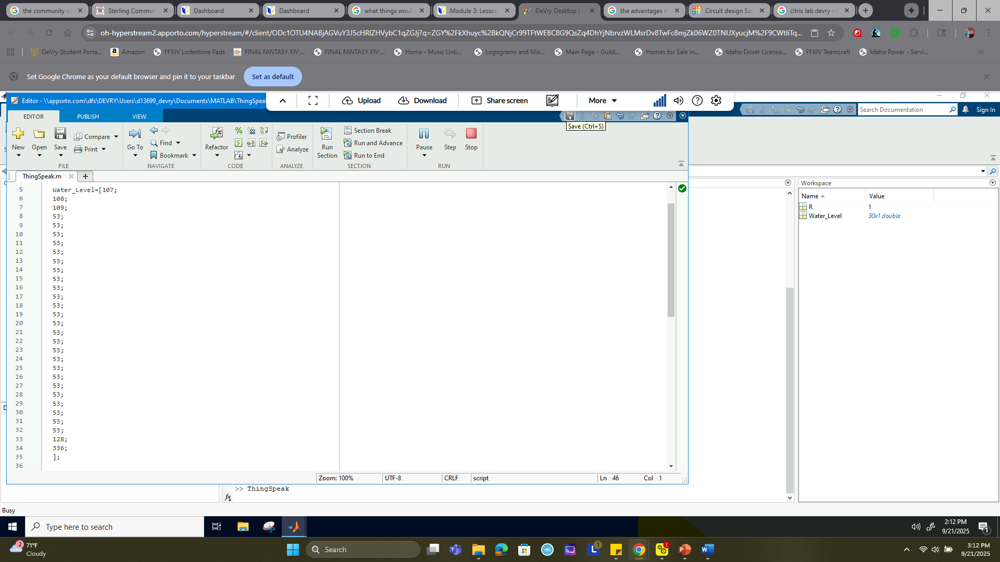 the community of
Sterling Commun
Dashboard
Dashboard
what things woul
Module 3: Lesson
DeVry Desktop |
the advantages o
Circuit design Su
citrix lab devry -
oh-hyperstream2.apporto.com/hyperstream/#/client/ODc1OTU4NABjAGVuY3J5cHRlZHVybC1qZGJj?q=ZGY%2FkXhuyc%2BkQNjCr99TFtWEBC8G9QsZq4DhYjNbrvzWLMsrDv8TwFc8mjZk06WZ0TNUXyucjM%2F9CWtIiTq...
DeVry Student Porta...
Amazon
FFXIV Lodestone Pads
FINAL FANTASY XIV,...
FINAL FANTASY XIV,...
Home - Music Unli...
Logograms and Mix...
Main Page - Guild...
Homes for Sale in...
Idaho Driver License...
FFXIV Teamcraft
Idaho Power - Servi...
Set Google Chrome as your default browser and pin it to your taskbar
Set as default
Editor - \\apporto.com\dfs\DEVRY\Users\d13699_devry\Documents\MATLAB\ThingSpea
Upload
Download
Share screen
More
EDITOR
PUBLISH
VIEW
Search Documentation
Sign In
Save (Ctrl+S)
New
Open
Save
Compare
Print
FILE
Go To
Find
Bookmark
NAVIGATE
Refactor
CODE
Profiler
Analyze
ANALYZE
Run
Section
Section Break
Run and Advance
Run to End
SECTION
Pause
Step
Stop
RUN
ThingSpeak.m
5 Water_Level=[107;
6 108;
7 109;
8 53;
9 53;
10 53;
11 53;
12 53;
13 53;
14 53;
15 53;
16 53;
17 53;
18 53;
19 53;
20 53;
21 53;
22 53;
23 53;
24 53;
25 53;
26 53;
27 53;
28 53;
29 53;
30 53;
31 53;
32 53;
33 128;
34 336;
35 ];
36
Zoom: 100%
UTF-8
CRLF
script
Ln 46
Col 1
Workspace
Name
Value
R 1
Water_Level 30x1 double
>> ThingSpeak
fx
Busy
Type here to search
2:12 PM
9/21/2025
1
2
71°F
Cloudy
Search
1
3:12 PM
9/21/2025